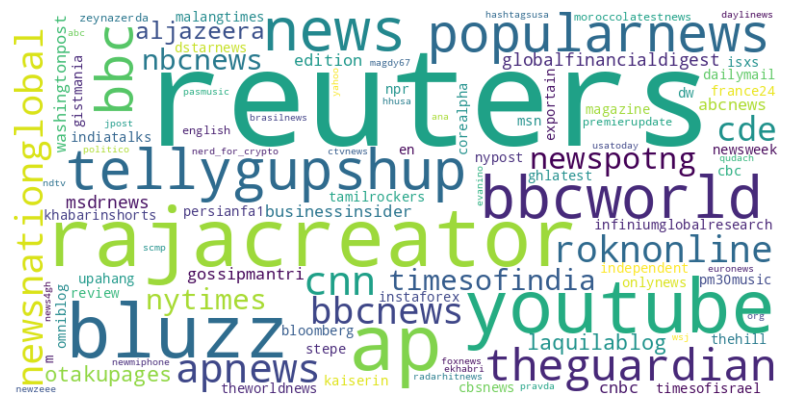 zeynazerda
malangtimes
news
popularnews
hashtagsusa
moroccolatestnews
daylinews
abc
aljazeera
dstarnews
bbc
nbcnews
edition
magdy67
globalfinancialdigest
isxs
washingtonpost
gistmania
reuters
dailymail
france24
abcnews
dw
npr
yahoo
pasmusic
hhusa
corealpha
exportain
magazine
msn
premierupdate
jpost
indiatalks
brasilnews
english
ana
cde
newsnationglobal
politico
nerd_for_crypto
ctvnews
en
usatoday
newsweek
tellygupshup
nypost
newspotng
qudach
cbc
ndtv
tamilrockers
ghlatest
evanino
bbcworld
msdrnews
khabarinshorts
persianfa1
businessinsider
infiniumglobalresearch
rajacreator
scmp
roknonline
gossipmantri
cnn
timesofindia
independent
euronews
upahang
review
nytimes
instaforex
onlynews
pm30music
omniblog
news4gh
bluzz
bbcnews
youtube
org
bloomberg
stepe
ap
laquilablog
wsj
thehill
m
otakupages
newmiphone
apnews
foxnews
ekhabri
theguardian
newzeee
theworldnews
kaiserin
radarhitnews
cbsnews
pravda
cnbc
timesofisrael